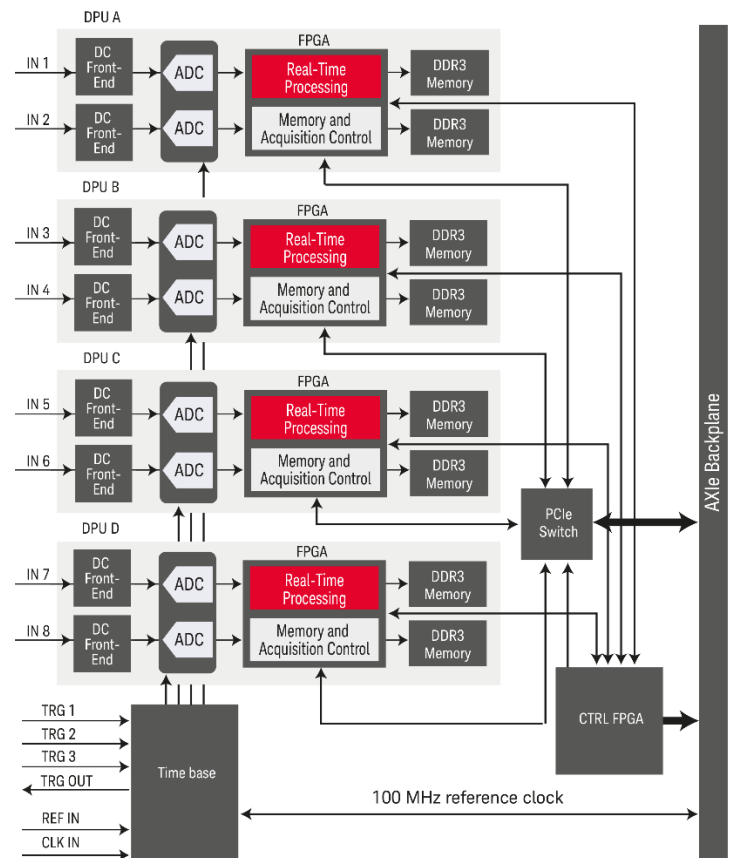 DPU A
FPGA
IN 1
DC
Front-
End
ADC
Real-Time
Processing
DDR3
Memory
IN 2
DC
Front-
End
ADC
Memory and
Acquisition Control
DDR3
Memory
DPU B
FPGA
IN 3
DC
Front-
End
ADC
Real-Time
Processing
DDR3
Memory
IN 4
DC
Front-
End
ADC
Memory and
Acquisition Control
DDR3
Memory
DPU C
FPGA
IN 5
DC
Front-
End
ADC
Real-Time
Processing
DDR3
Memory
IN 6
DC
Front-
End
ADC
Memory and
Acquisition Control
DDR3
Memory
DPU D
FPGA
IN 7
DC
Front-
End
ADC
Real-Time
Processing
DDR3
Memory
IN 8
DC
Front-
End
ADC
Memory and
Acquisition Control
DDR3
Memory
PCIe
Switch
AXIe Backplane
CTRL FPGA
TRG 1
TRG 2
TRG 3
TRG OUT
REF IN
CLK IN
Time base
100 MHz reference clock